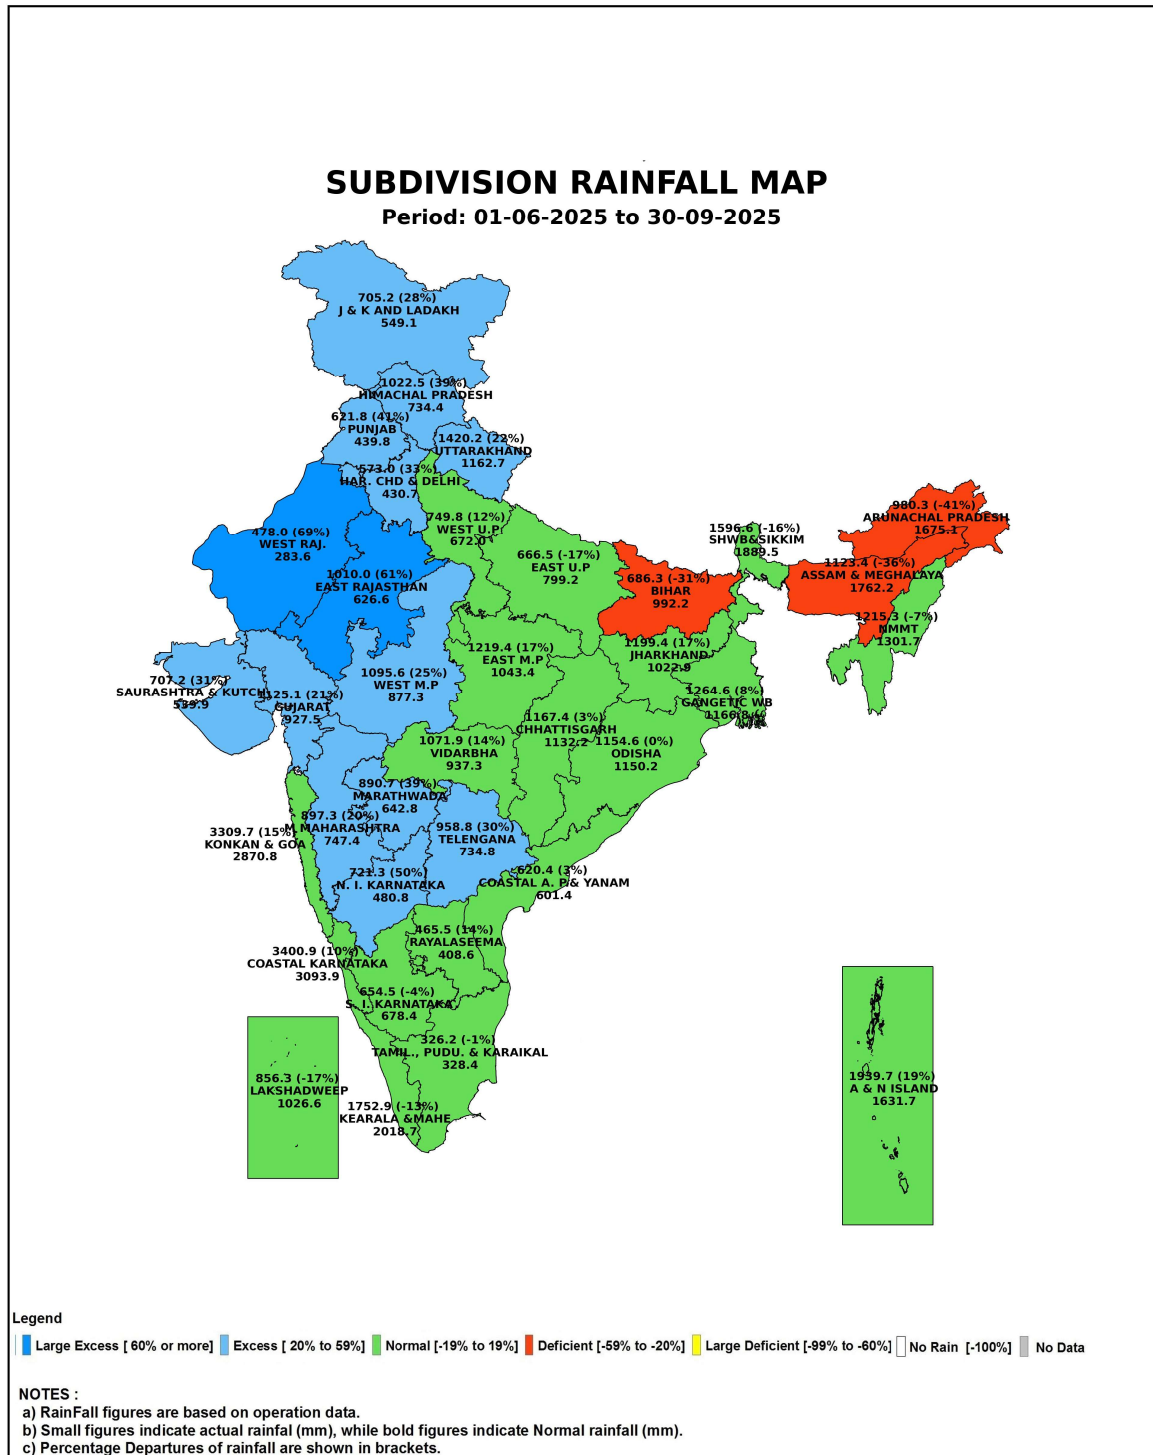 SUBDIVISION RAINFALL MAP
Period: 01-06-2025 to 30-09-2025
705.2 (28%)
J & K AND LADAKH
549.1
1022.5 (39%)
HIMACHAL PRADESH
734.4
621.8 (41%)
PUNJAB
439.8
1420.2 (22%)
UTTARAKHAND
1162.7
573.0 (33%)
HAR. CHD & DELHI
430.7
478.0 (69%)
WEST RAJ.
283.6
1010.0 (61%)
EAST RAJASTHAN
626.6
749.8 (12%)
WEST U.P
672.0
666.5 (-17%)
EAST U.P
799.2
686.3 (-31%)
BIHAR
992.2
1596.6 (-16%)
SHWB&SIKKIM
1889.5
980.3 (-41%)
ARUNACHAL PRADESH
1675.1
1123.4 (-36%)
ASSAM & MEGHALAYA
1762.2
1215.3 (-7%)
NMMT
1301.7
1199.4 (17%)
JHARKHAND
1022.9
1219.4 (17%)
EAST M.P
1043.4
1095.6 (25%)
WEST M.P
877.3
707.2 (31%)
SAURASHTRA & KUTCH
539.9
1125.1 (21%)
GUJARAT
927.5
1264.6 (8%)
GANGETIC WB
1166.8
1167.4 (3%)
CHHATTISGARH
1132.2
1154.6 (0%)
ODISHA
1150.2
1071.9 (14%)
VIDARBHA
937.3
890.7 (39%)
MARATHWADA
642.8
897.3 (20%)
M.MAHARASHTRA
747.4
3309.7 (15%)
KONKAN & GOA
2870.8
958.8 (30%)
TELENGANA
734.8
721.3 (50%)
N. I. KARNATAKA
480.8
620.4 (3%)
COASTAL A. P.& YANAM
601.4
465.5 (14%)
RAYALASEEMA
408.6
3400.9 (10%)
COASTAL KARNATAKA
3093.9
654.5 (-4%)
S. I. KARNATAKA
678.4
326.2 (-1%)
TAMIL., PUDU. & KARAIKAL
328.4
856.3 (-17%)
LAKSHADWEEP
1026.6
1752.9 (-13%)
KEARALA &MAHE
2018.7
1939.7 (19%)
A & N ISLAND
1631.7
Legend
Large Excess [ 60% or more] Excess [ 20% to 59%] Normal [-19% to 19%] Deficient [-59% to -20%] Large Deficient [-99% to -60%] No Rain [-100%] No Data
NOTES :
a) RainFall figures are based on operation data.
b) Small figures indicate actual rainfal (mm), while bold figures indicate Normal rainfall (mm).
c) Percentage Departures of rainfall are shown in brackets.